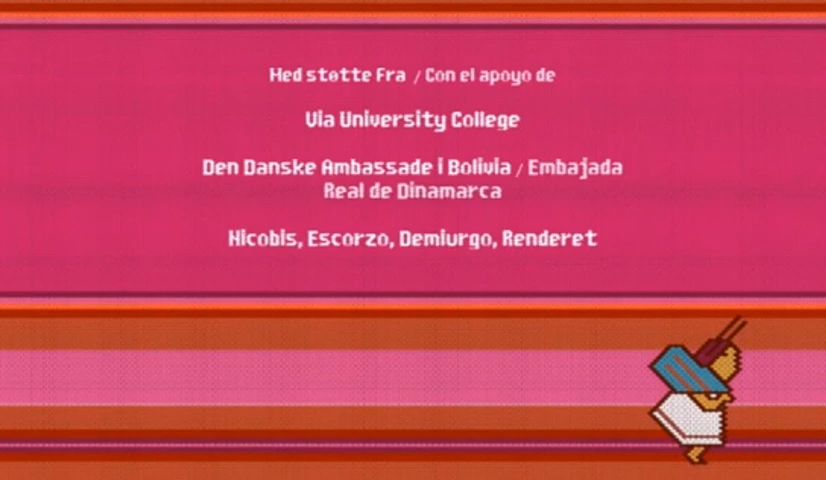 Med støtte Fra / Con el apoyo de
Via University College
Den Danske Ambassade i Bolivia / Embajada
Real de Dinamarca
Nicobis, Escorzo, Demiurgo, Renderet